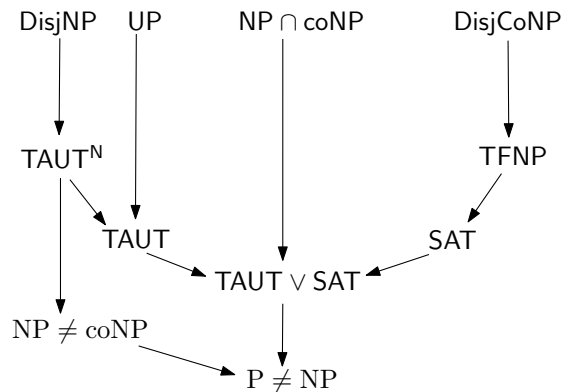 DisjNP UP NP ∩ coNP DisjCoNP
TAUT^N TFNP
TAUT SAT
TAUT ∨ SAT
NP ≠ coNP
P ≠ NP